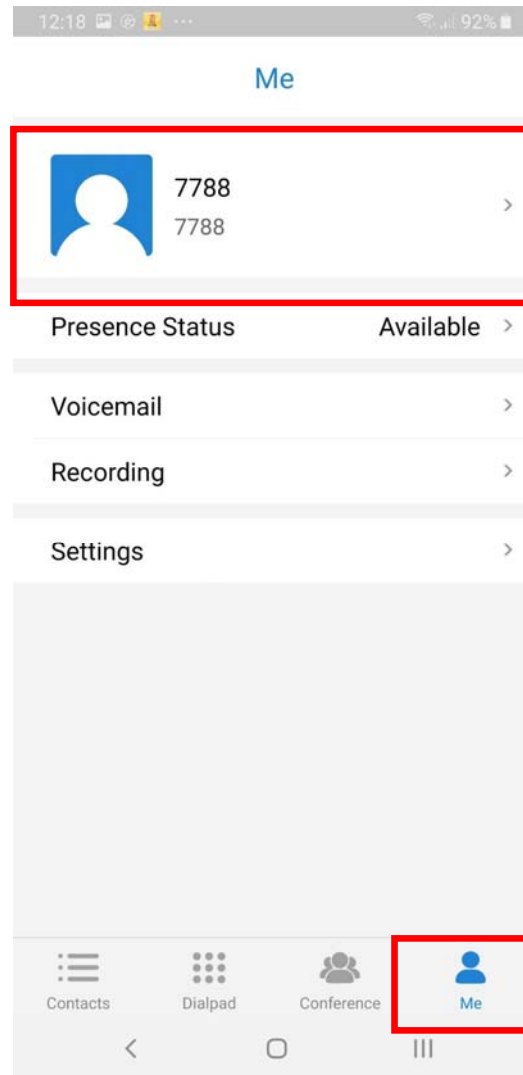 12:18 92%
Me
7788
7788
Presence Status Available
Voicemail
Recording
Settings
Contacts Dialpad Conference Me